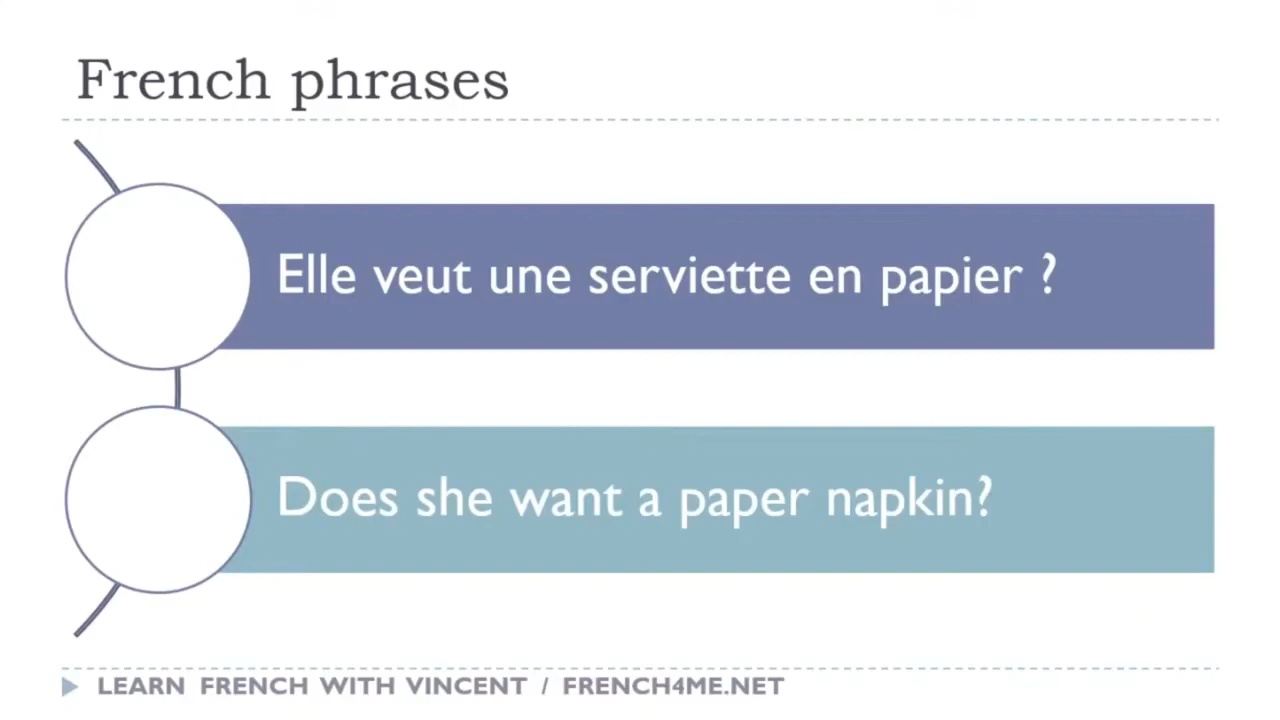 French phrases
Elle veut une serviette en papier ?
Does she want a paper napkin?
LEARN FRENCH WITH VINCENT / FRENCH4ME.NET